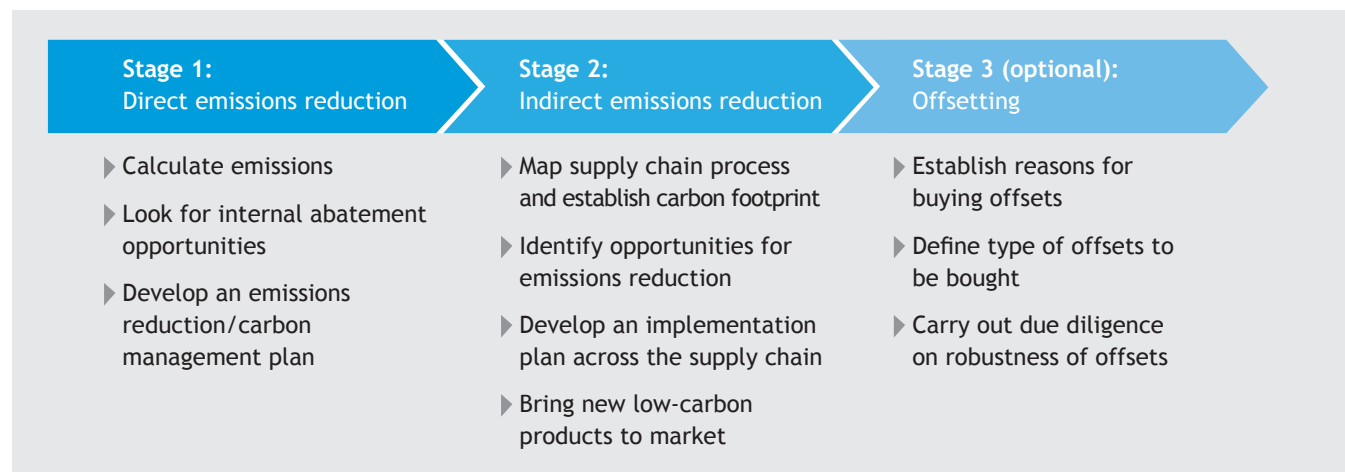 Stage 1:
Direct emissions reduction
Calculate emissions
Look for internal abatement
opportunities
Develop an emissions
reduction/carbon
management plan
Stage 2:
Indirect emissions reduction
Map supply chain process
and establish carbon footprint
Identify opportunities for
emissions reduction
Develop an implementation
plan across the supply chain
Bring new low-carbon
products to market
Stage 3 (optional):
Offsetting
Establish reasons for
buying offsets
Define type of offsets to
be bought
Carry out due diligence
on robustness of offsets